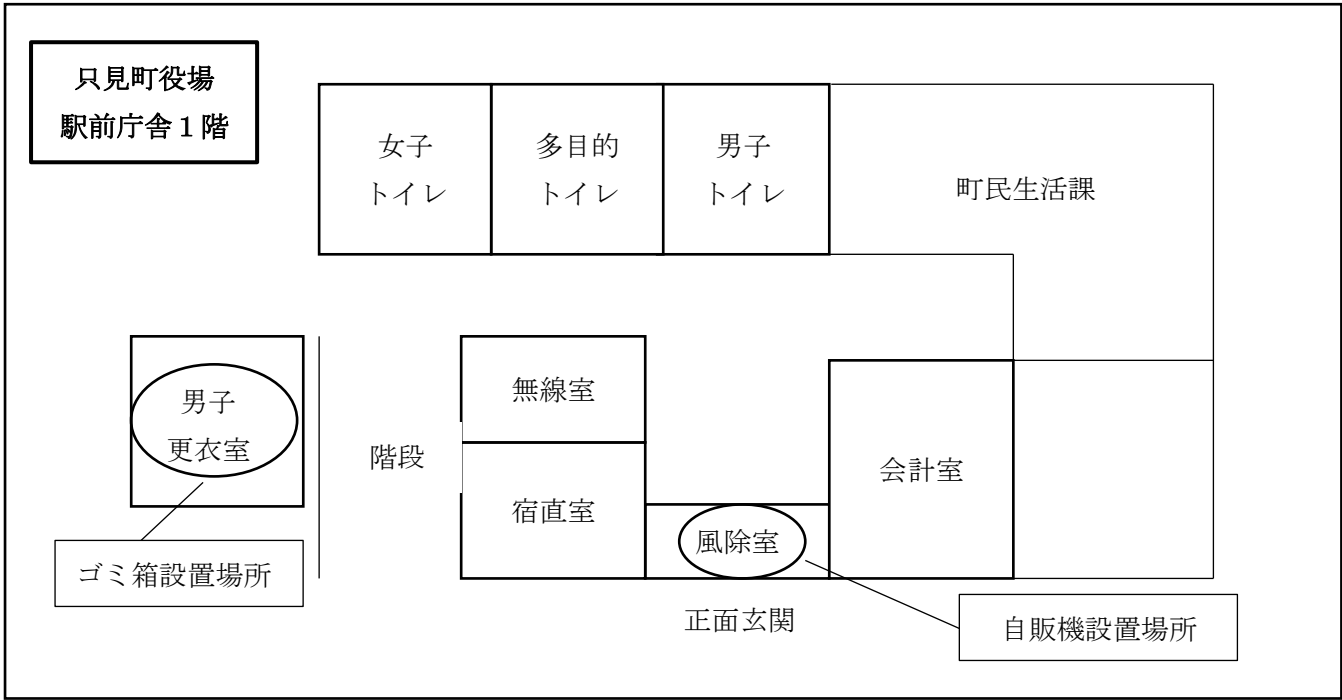 只見町役場
駅前庁舎１階
女子
トイレ
多目的
トイレ
男子
トイレ
町民生活課
男子
更衣室
階段
無線室
宿直室
会計室
風除室
ゴミ箱設置場所
正面玄関
自販機設置場所